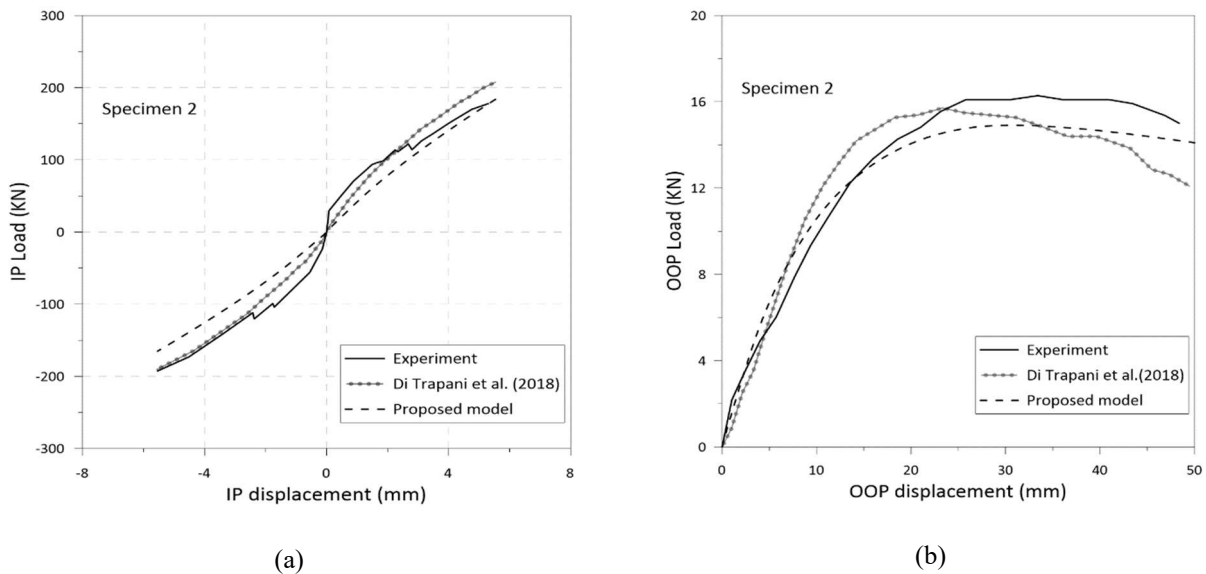 300
200
100
0
-100
-200
-300
IP Load (KN)
Specimen 2
Experiment
Di Trapani et al.(2018)
Proposed model
-8
-4
0
4
8
IP displacement (mm)
(a)
20
16
12
8
4
0
OOP Load (KN)
Specimen 2
Experiment
Di Trapani et al.(2018)
Proposed model
0
10
20
30
40
50
OOP displacement (mm)
(b)